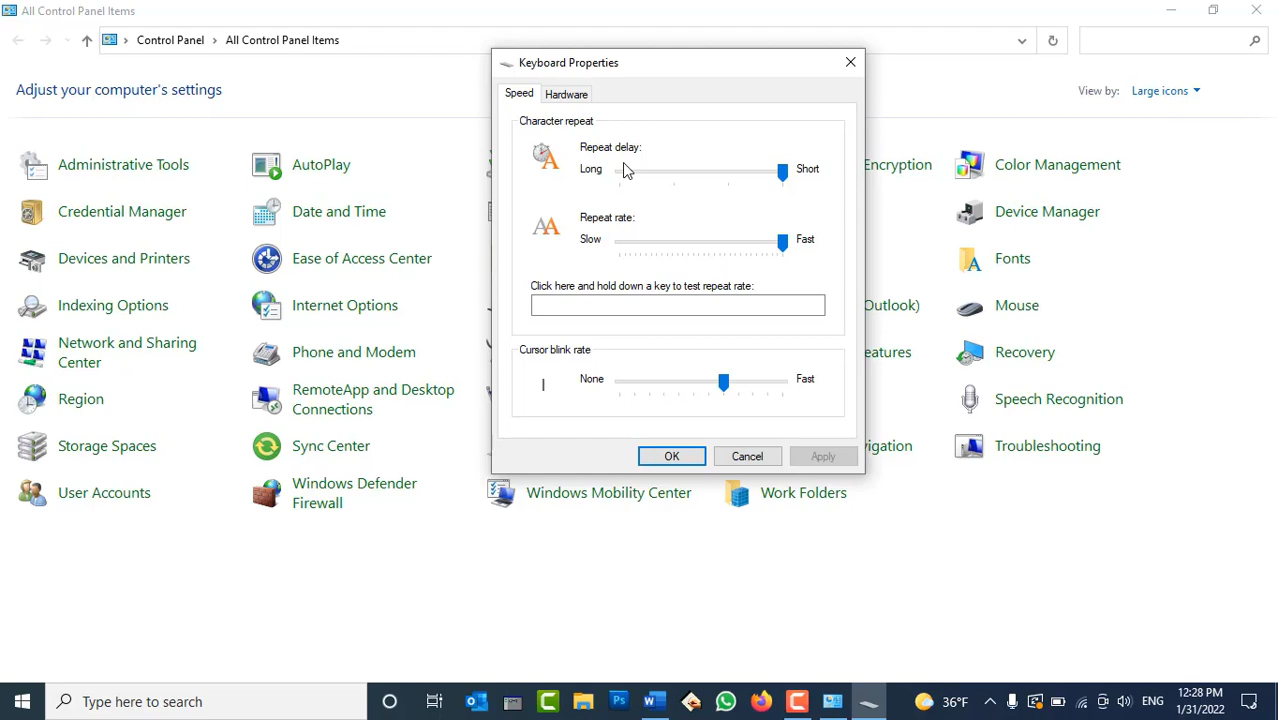 All Control Panel Items
Control Panel
All Control Panel Items
Adjust your computer's settings
View by:
Large icons
Keyboard Properties
Speed
Hardware
Character repeat
Repeat delay:
Long
Short
Repeat rate:
Slow
Fast
Click here and hold down a key to test repeat rate:
Cursor blink rate
None
Fast
OK
Cancel
Apply
Administrative Tools
AutoPlay
Encryption
Color Management
Credential Manager
Date and Time
Device Manager
Devices and Printers
Ease of Access Center
Fonts
Indexing Options
Internet Options
Outlook)
Mouse
Network and Sharing
Center
Phone and Modem
eatures
Recovery
Region
RemoteApp and Desktop
Connections
Speech Recognition
Storage Spaces
Sync Center
vigation
Troubleshooting
User Accounts
Windows Defender
Firewall
Windows Mobility Center
Work Folders
Type here to search
36°F
ENG
12:28 PM
1/31/2022